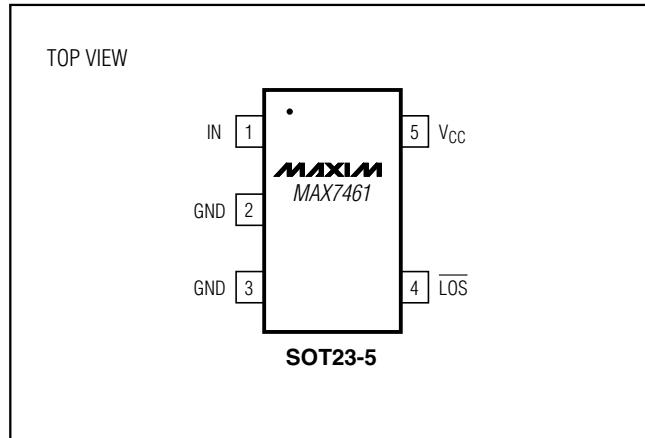 TOP VIEW
IN 1
5 VCC
MAXIM
MAX7461
GND 2
GND 3
4 LOS
SOT23-5